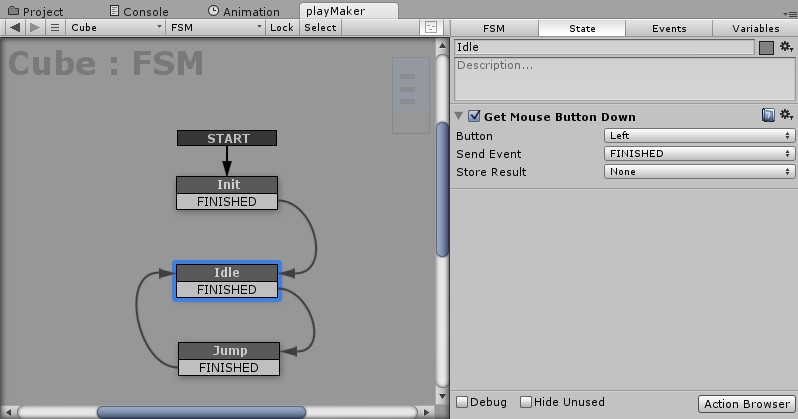 Project Console Animation playMaker
Cube FSM Lock Select
FSM State Events Variables
Cube : FSM
START
Init
FINISHED
Idle
FINISHED
Jump
FINISHED
Idle
Description...
Get Mouse Button Down
Button Left
Send Event FINISHED
Store Result None
Debug Hide Unused Action Browser